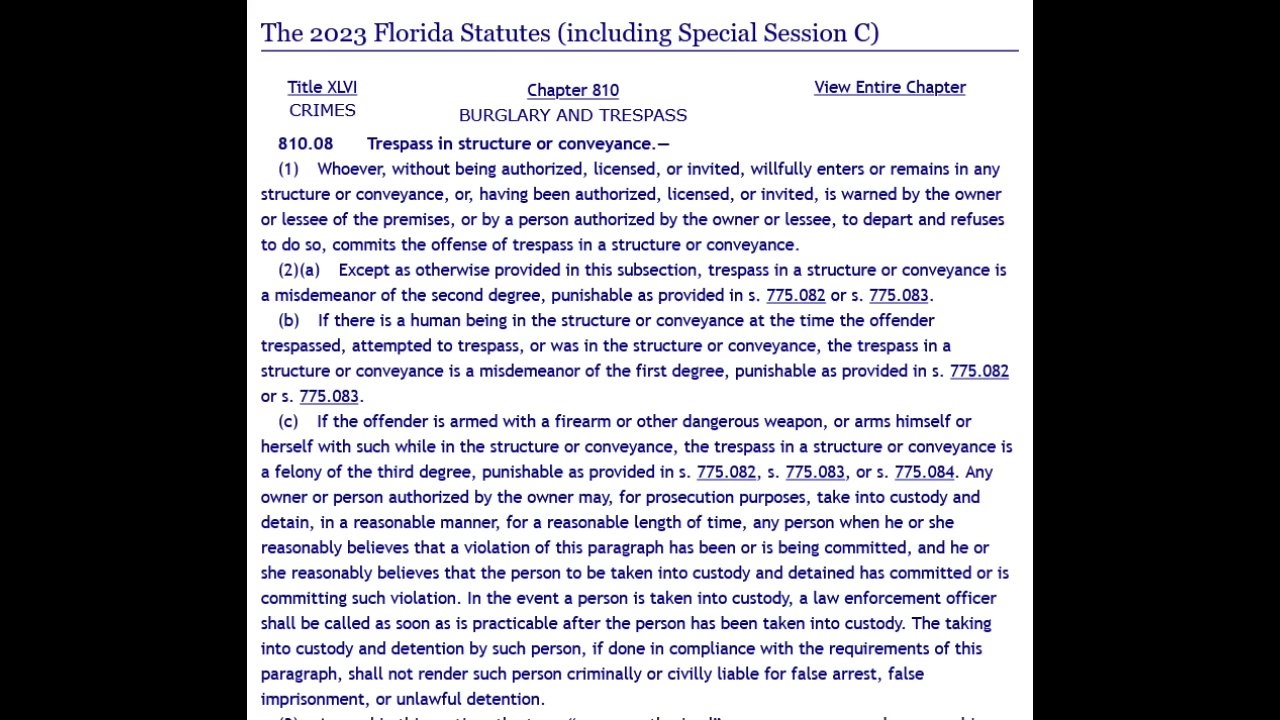 The 2023 Florida Statutes (including Special Session C)
Title XLVI Chapter 810 View Entire Chapter
CRIMES BURGLARY AND TRESPASS
810.08 Trespass in structure or conveyance.—
(1) Whoever, without being authorized, licensed, or invited, willfully enters or remains in any
structure or conveyance, or, having been authorized, licensed, or invited, is warned by the owner
or lessee of the premises, or by a person authorized by the owner or lessee, to depart and refuses
to do so, commits the offense of trespass in a structure or conveyance.
(2)(a) Except as otherwise provided in this subsection, trespass in a structure or conveyance is
a misdemeanor of the second degree, punishable as provided in s. 775.082 or s. 775.083.
(b) If there is a human being in the structure or conveyance at the time the offender
trespassed, attempted to trespass, or was in the structure or conveyance, the trespass in a
structure or conveyance is a misdemeanor of the first degree, punishable as provided in s. 775.082
or s. 775.083.
(c) If the offender is armed with a firearm or other dangerous weapon, or arms himself or
herself with such while in the structure or conveyance, the trespass in a structure or conveyance is
a felony of the third degree, punishable as provided in s. 775.082, s. 775.083, or s. 775.084. Any
owner or person authorized by the owner may, for prosecution purposes, take into custody and
detain, in a reasonable manner, for a reasonable length of time, any person when he or she
reasonably believes that a violation of this paragraph has been or is being committed, and he or
she reasonably believes that the person to be taken into custody and detained has committed or is
committing such violation. In the event a person is taken into custody, a law enforcement officer
shall be called as soon as is practicable after the person has been taken into custody. The taking
into custody and detention by such person, if done in compliance with the requirements of this
paragraph, shall not render such person criminally or civilly liable for false arrest, false
imprisonment, or unlawful detention.